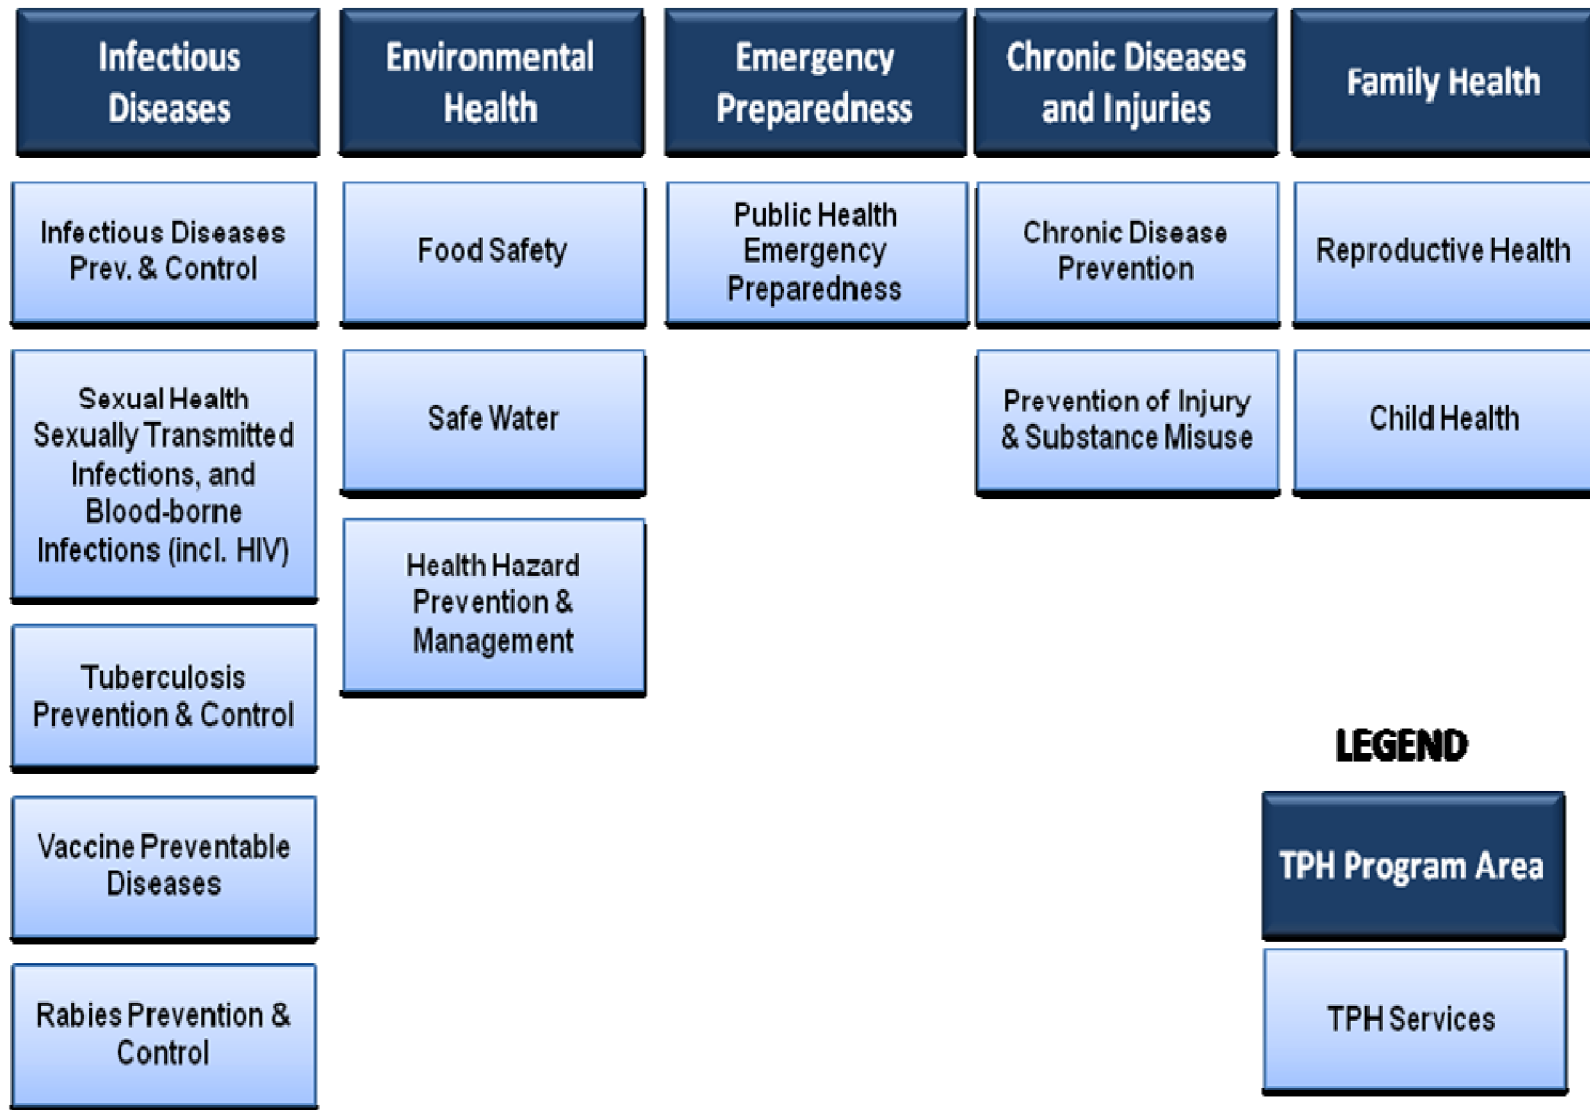 Infectious
Diseases
Environmental
Health
Emergency
Preparedness
Chronic Diseases
and Injuries
Family Health
Infectious Diseases
Prev. & Control
Food Safety
Public Health
Emergency
Preparedness
Chronic Disease
Prevention
Reproductive Health
Sexual Health
Sexually Transmitted
Infections, and
Blood-borne
Infections (incl. HIV)
Safe Water
Prevention of Injury
& Substance Misuse
Child Health
Health Hazard
Prevention &
Management
Tuberculosis
Prevention & Control
Vaccine Preventable
Diseases
Rabies Prevention &
Control
LEGEND
TPH Program Area
TPH Services